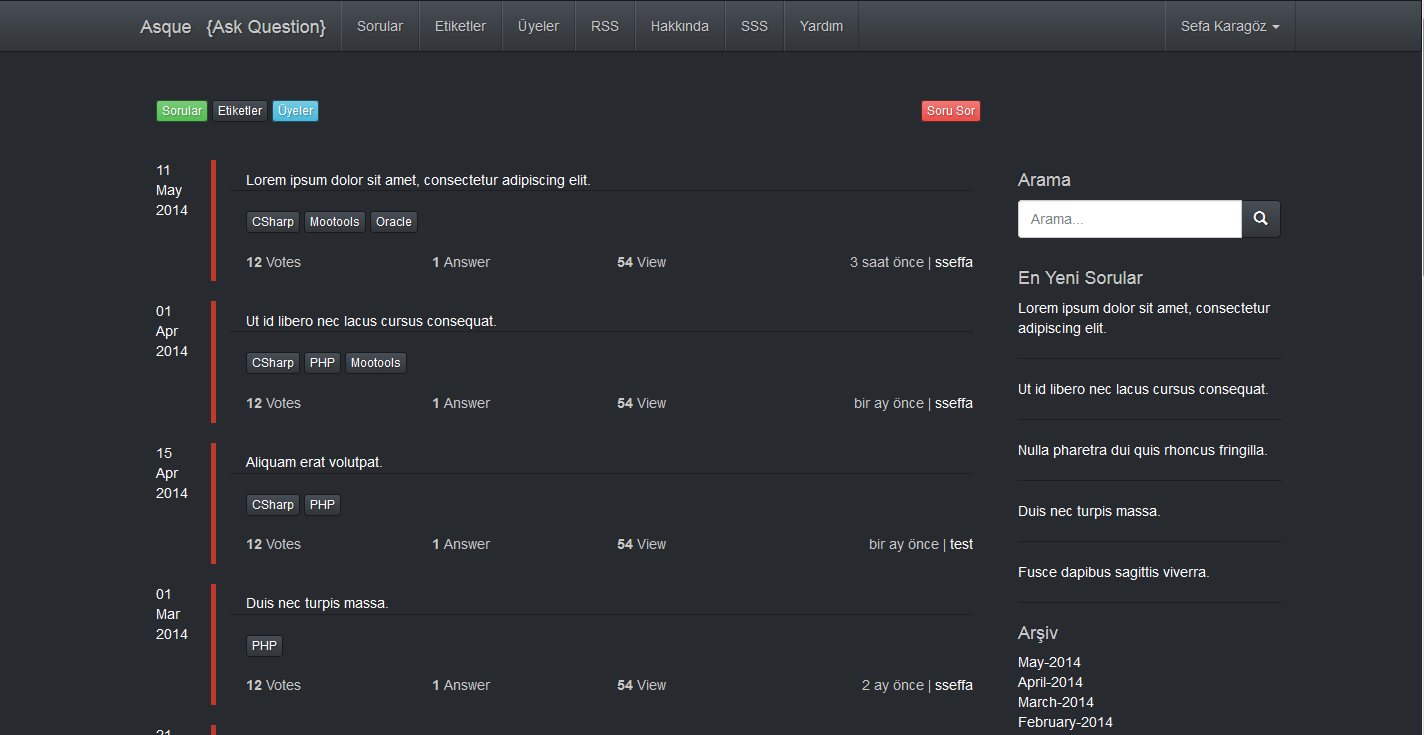 Asque {Ask Question} Sorular Etiketler Üyeler RSS Hakkında SSS Yardım Sefa Karagöz
Sorular Etiketler Üyeler Soru Sor
11
May
2014
Lorem ipsum dolor sit amet, consectetur adipiscing elit.
CSharp Mootools Oracle
12 Votes 1 Answer 54 View 3 saat önce | sseffa
01
Apr
2014
Ut id libero nec lacus cursus consequat.
CSharp PHP Mootools
12 Votes 1 Answer 54 View bir ay önce | sseffa
15
Apr
2014
Aliquam erat volutpat.
CSharp PHP
12 Votes 1 Answer 54 View bir ay önce | test
01
Mar
2014
Duis nec turpis massa.
PHP
12 Votes 1 Answer 54 View 2 ay önce | sseffa
Arama
Arama...
En Yeni Sorular
Lorem ipsum dolor sit amet, consectetur
adipiscing elit.
Ut id libero nec lacus cursus consequat.
Nulla pharetra dui quis rhoncus fringilla.
Duis nec turpis massa.
Fusce dapibus sagittis viverra.
Arşiv
May-2014
April-2014
March-2014
February-2014